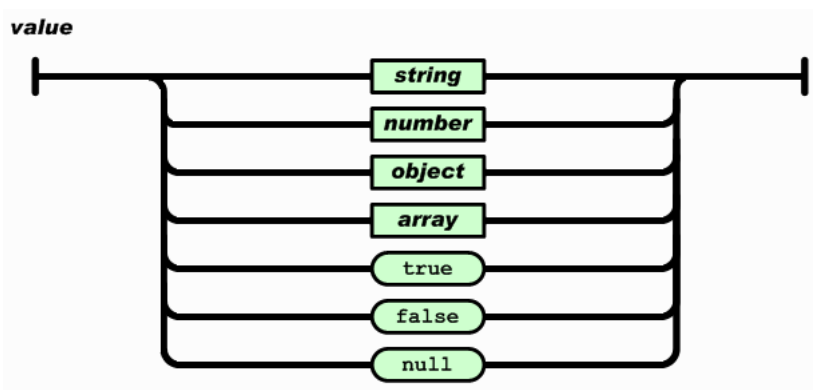 value
string
number
object
array
true
false
null